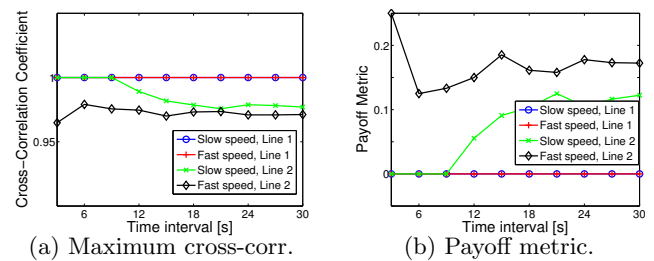 Cross-Correlation Coefficient
1
0.95
Slow speed, Line 1
Fast speed, Line 1
Slow speed, Line 2
Fast speed, Line 2
6 12 18 24 30
Time interval [s]
(a) Maximum cross-corr.
Payoff Metric
0.2
0.1
0
Slow speed, Line 1
Fast speed, Line 1
Slow speed, Line 2
Fast speed, Line 2
6 12 18 24 30
Time interval [s]
(b) Payoff metric.